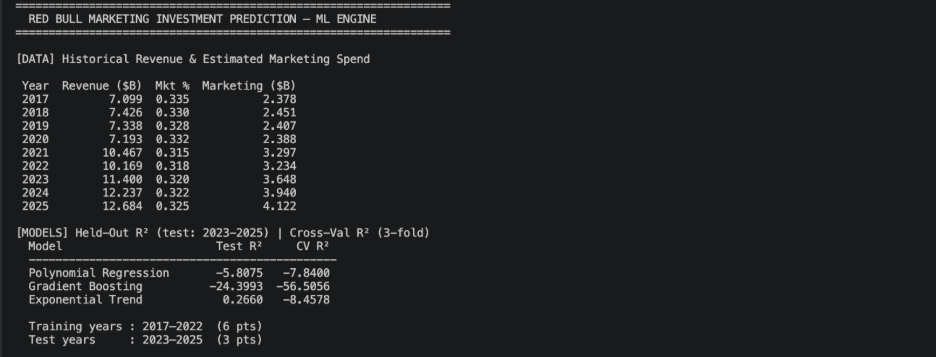 RED BULL MARKETING INVESTMENT PREDICTION — ML ENGINE
[DATA] Historical Revenue & Estimated Marketing Spend
Year Revenue ($B) Mkt % Marketing ($B)
2017 7.099 0.335 2.378
2018 7.426 0.330 2.451
2019 7.338 0.328 2.407
2020 7.193 0.332 2.388
2021 10.467 0.315 3.297
2022 10.169 0.318 3.234
2023 11.400 0.320 3.648
2024 12.237 0.322 3.940
2025 12.684 0.325 4.122
[MODELS] Held-Out R² (test: 2023-2025) | Cross-Val R² (3-fold)
Model Test R² CV R²
Polynomial Regression -5.8075 -7.8400
Gradient Boosting -24.3993 -56.5056
Exponential Trend 0.2660 -8.4578
Training years : 2017–2022 (6 pts)
Test years : 2023–2025 (3 pts)